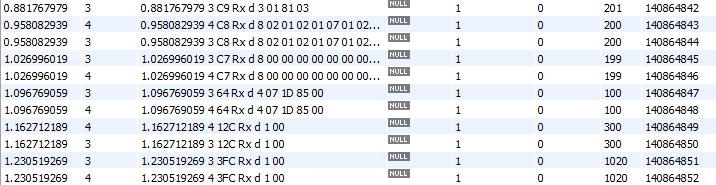 0.881767979 3 0.881767979 3 C9 Rx d 3 01 81 03 NULL 1 0 201 140864842
0.958082939 4 0.958082939 4 C8 Rx d 8 02 01 02 01 07 01 02... NULL 1 0 200 140864843
0.958082939 3 0.958082939 3 C8 Rx d 8 02 01 02 01 07 01 02... NULL 1 0 200 140864844
1.026996019 3 1.026996019 3 C7 Rx d 8 00 00 00 00 00 00 00... NULL 1 0 199 140864845
1.026996019 4 1.026996019 4 C7 Rx d 8 00 00 00 00 00 00 00... NULL 1 0 199 140864846
1.096769059 3 1.096769059 3 64 Rx d 4 07 1D 85 00 NULL 1 0 100 140864847
1.096769059 4 1.096769059 4 64 Rx d 4 07 1D 85 00 NULL 1 0 100 140864848
1.162712189 4 1.162712189 4 12C Rx d 1 00 NULL 1 0 300 140864849
1.162712189 3 1.162712189 3 12C Rx d 1 00 NULL 1 0 300 140864850
1.230519269 3 1.230519269 3 3FC Rx d 1 00 NULL 1 0 1020 140864851
1.230519269 4 1.230519269 4 3FC Rx d 1 00 NULL 1 0 1020 140864852